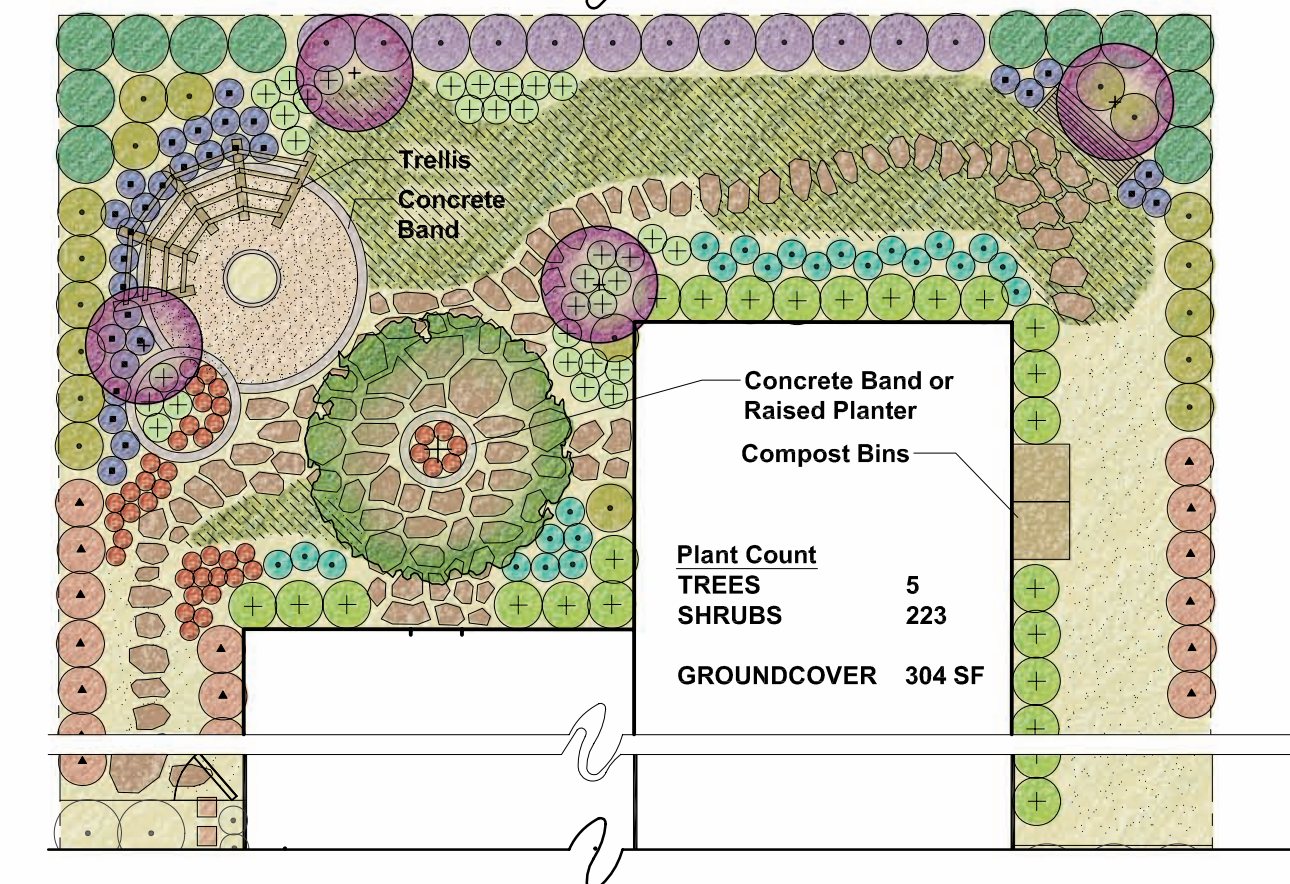 Trellis
Concrete
Band
Concrete Band or
Raised Planter
Compost Bins
Plant Count
TREES 5
SHRUBS 223
GROUNDCOVER 304 SF